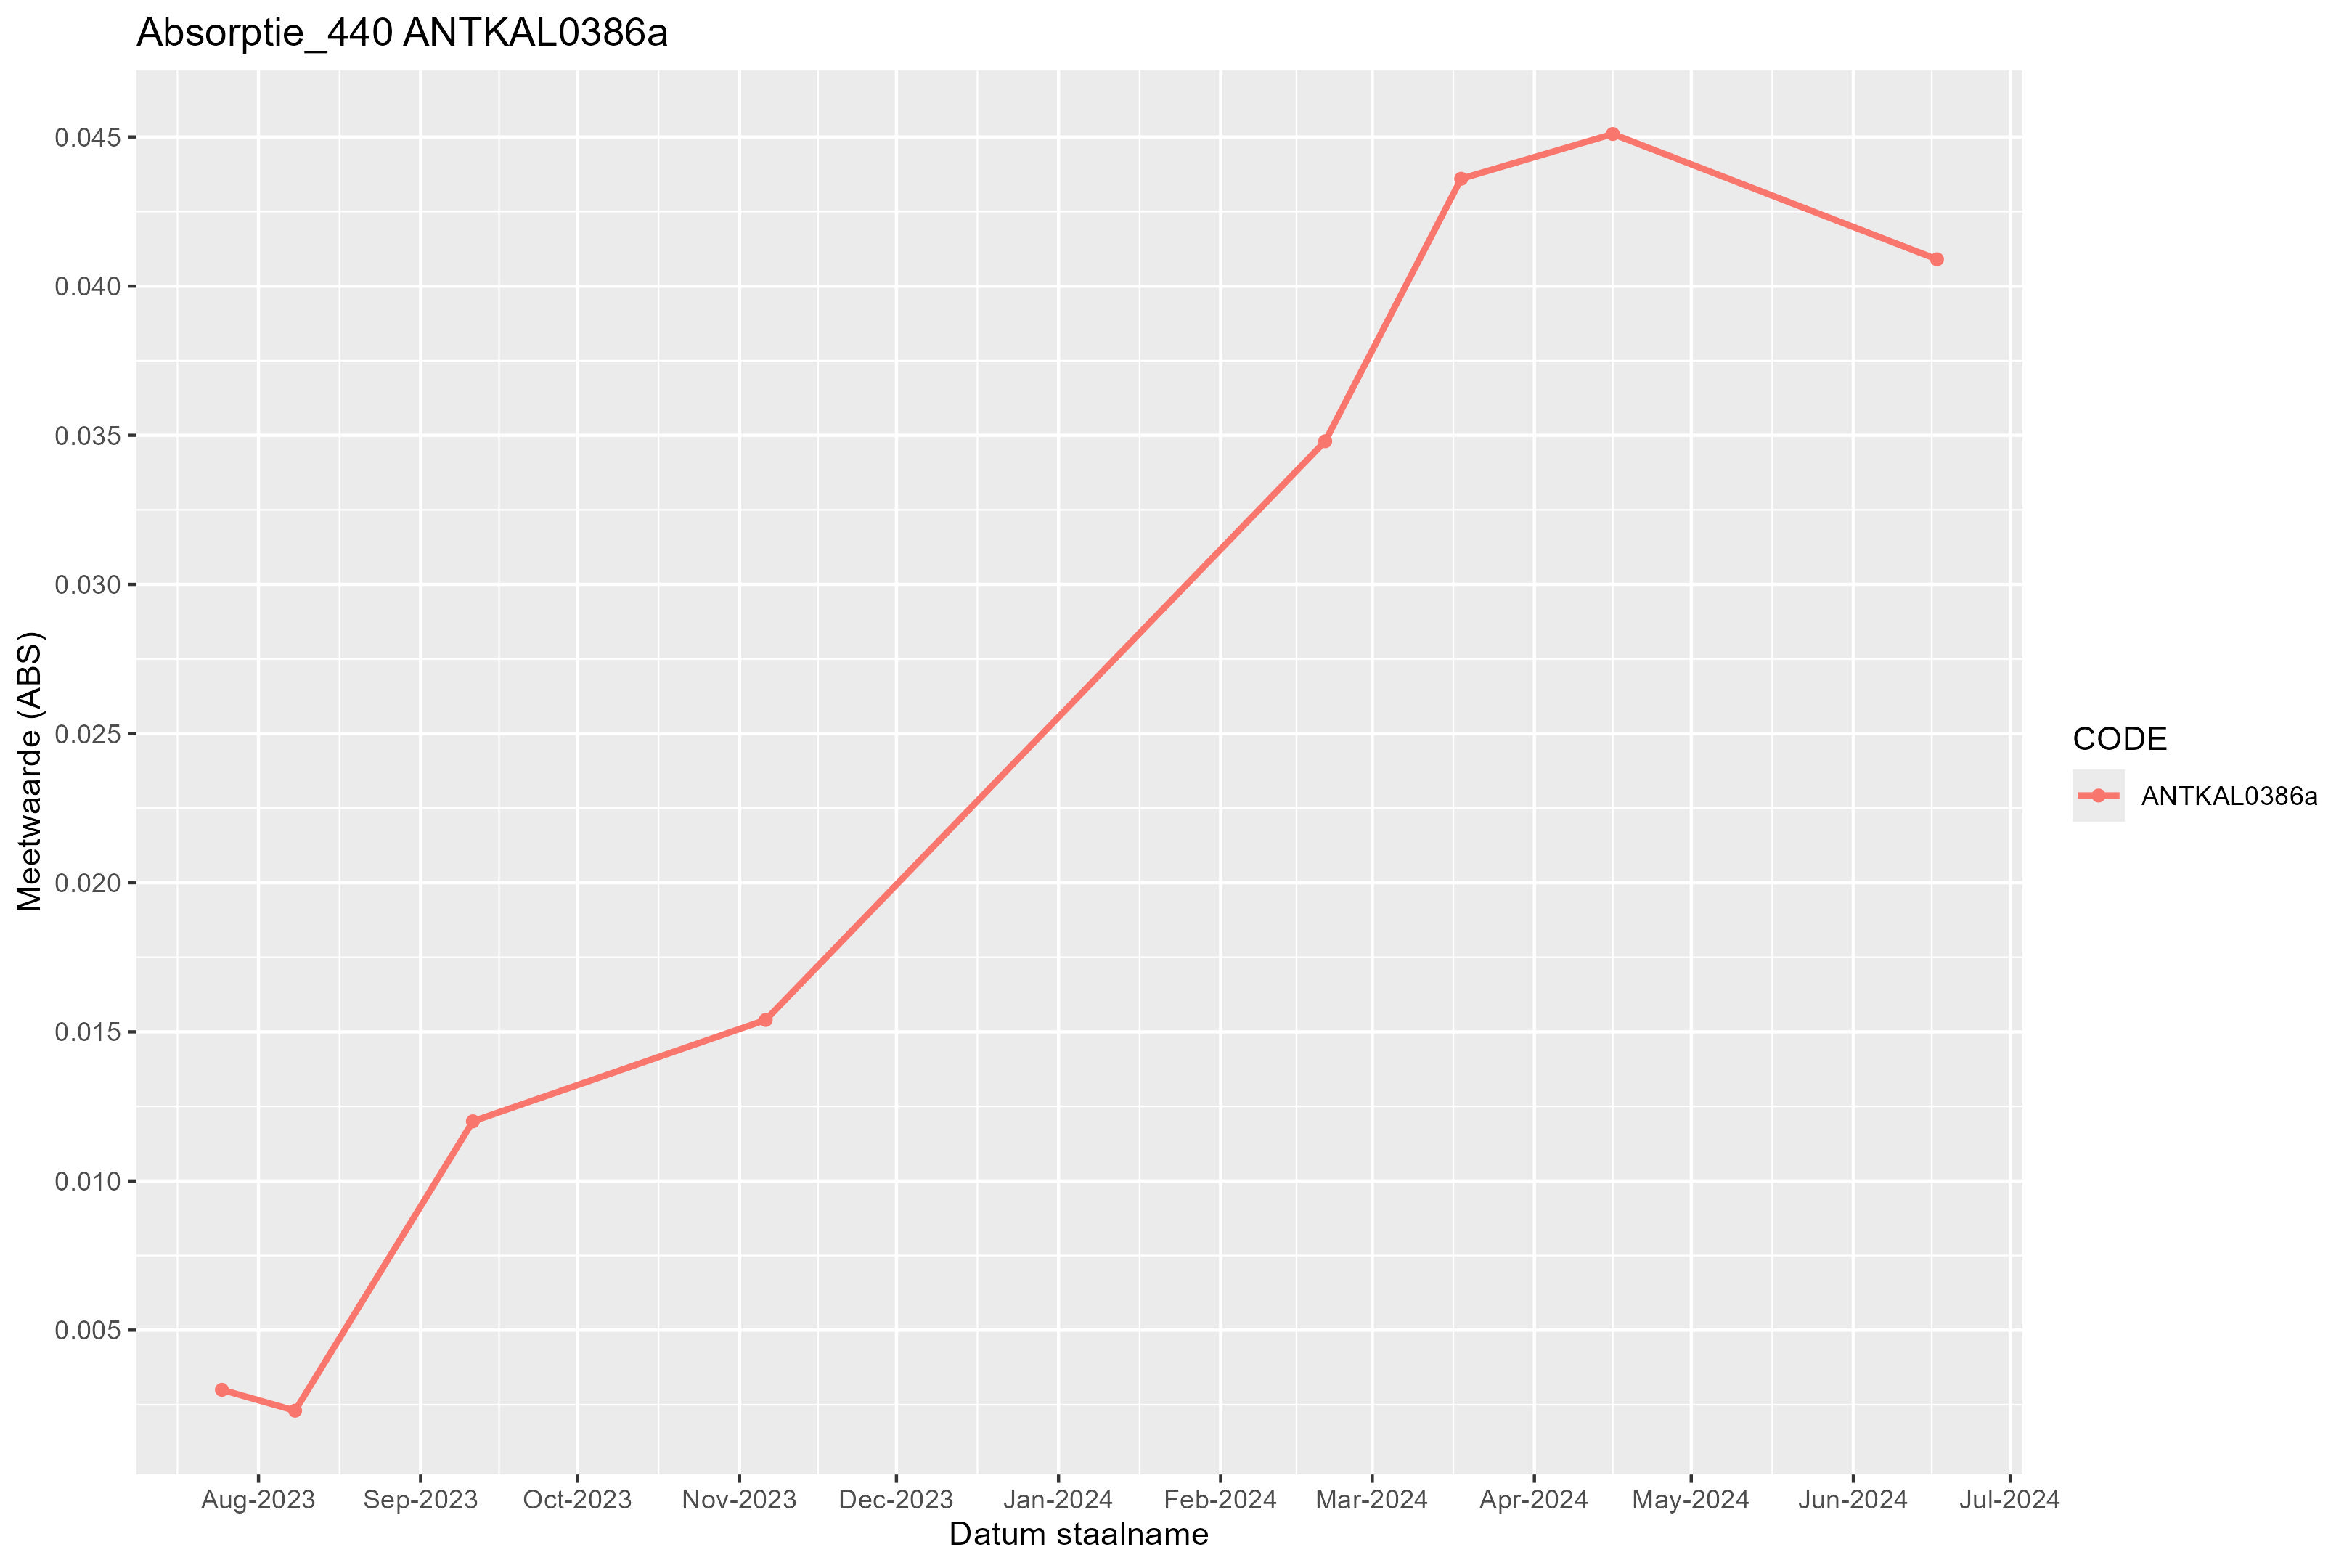 Absorptie_440 ANTKAL0386a
Meetwaarde (ABS)
0.045
0.040
0.035
0.030
0.025
0.020
0.015
0.010
0.005
Aug-2023 Sep-2023 Oct-2023 Nov-2023 Dec-2023 Jan-2024 Feb-2024 Mar-2024 Apr-2024 May-2024 Jun-2024 Jul-2024
Datum staalname
CODE
ANTKAL0386a